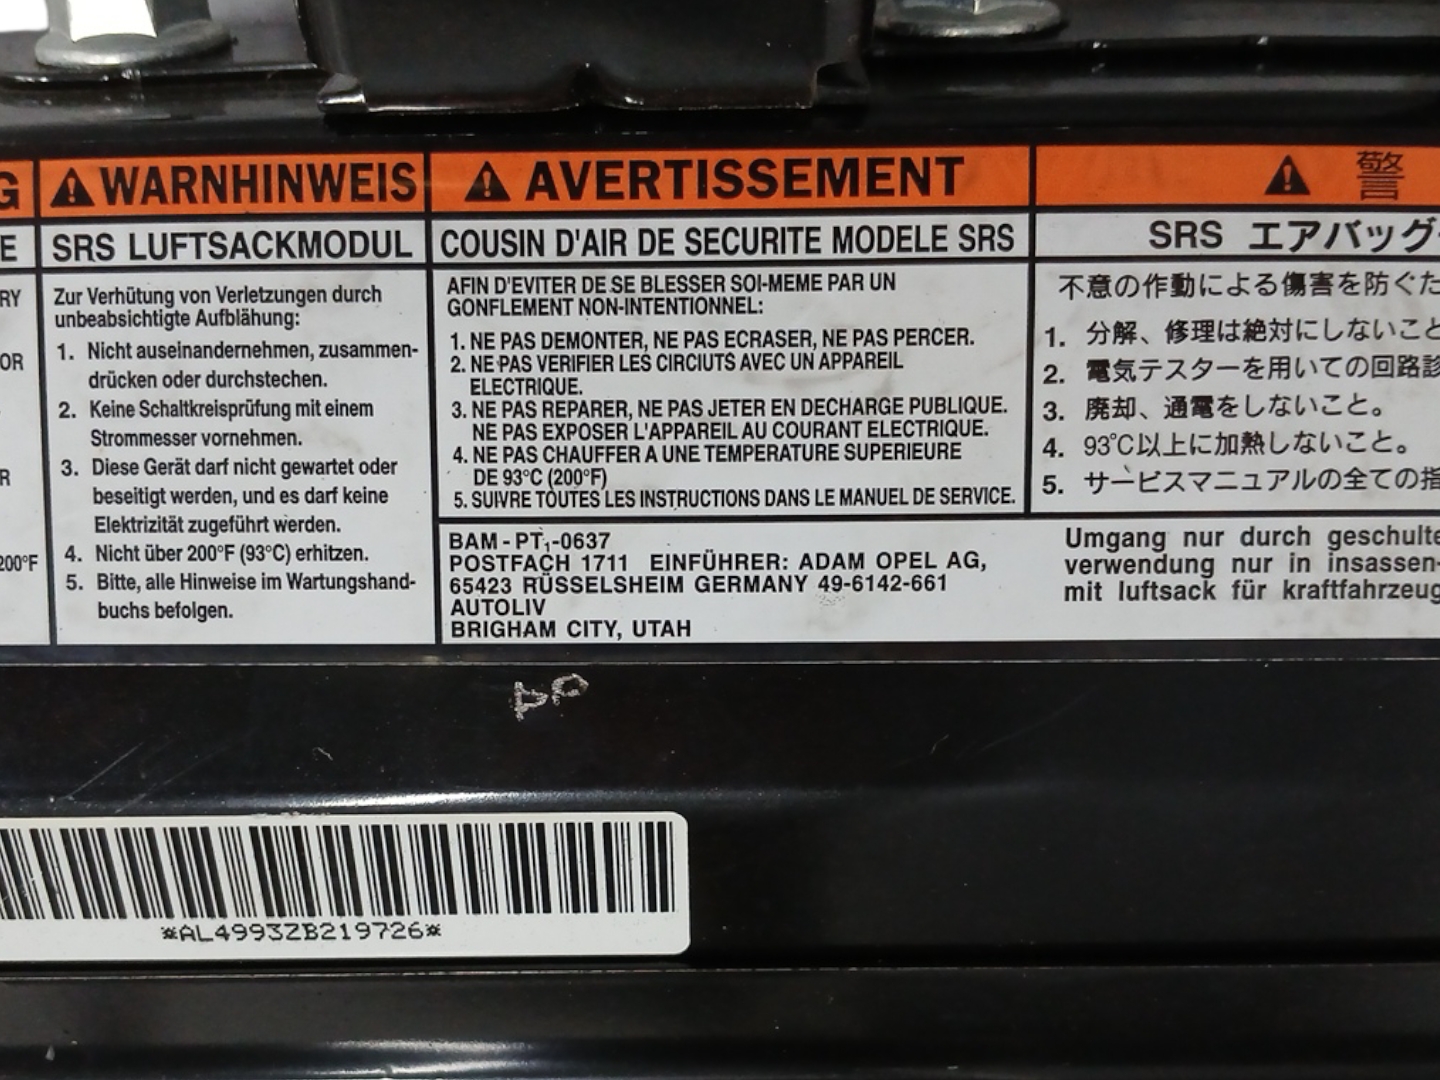 G
E
RY
OR
R
200°F
WARNHINWEIS
SRS LUFTSACKMODUL
Zur Verhütung von Verletzungen durch
unbeabsichtigte Aufblähung:
1. Nicht auseinandernehmen, zusammen-
drücken oder durchstechen.
2. Keine Schaltkreisprüfung mit einem
Strommesser vornehmen.
3. Diese Gerät darf nicht gewartet oder
beseitigt werden, und es darf keine
Elektrizität zugeführt werden.
4. Nicht über 200°F (93°C) erhitzen.
5. Bitte, alle Hinweise im Wartungshand-
buchs befolgen.
AVERTISSEMENT
COUSIN D'AIR DE SECURITE MODELE SRS
AFIN D'EVITER DE SE BLESSER SOI-MEME PAR UN
GONFLEMENT NON-INTENTIONNEL:
1. NE PAS DEMONTER, NE PAS ECRASER, NE PAS PERCER.
2. NE PAS VERIFIER LES CIRCIUTS AVEC UN APPAREIL
ELECTRIQUE.
3. NE PAS REPARER, NE PAS JETER EN DECHARGE PUBLIQUE.
NE PAS EXPOSER L'APPAREIL AU COURANT ELECTRIQUE.
4. NE PAS CHAUFFER A UNE TEMPERATURE SUPERIEURE
DE 93°C (200°F)
5. SUIVRE TOUTES LES INSTRUCTIONS DANS LE MANUEL DE SERVICE.
警
SRS エアバッグ
不意の作動による傷害を防ぐた
1. 分解、修理は絶対にしないこと
2. 電気テスターを用いての回路診
3. 廃却、通電をしないこと。
4. 93℃以上に加熱しないこと。
5. サービスマニュアルの全ての指
BAM - PT1-0637
POSTFACH 1711 EINFÜHRER: ADAM OPEL AG,
65423 RÜSSELSHEIM GERMANY 49-6142-661
AUTOLIV
BRIGHAM CITY, UTAH
Umgang nur durch geschulte
verwendung nur in insassen-
mit luftsack für kraftfahrzeug
*AL4993ZB219726*